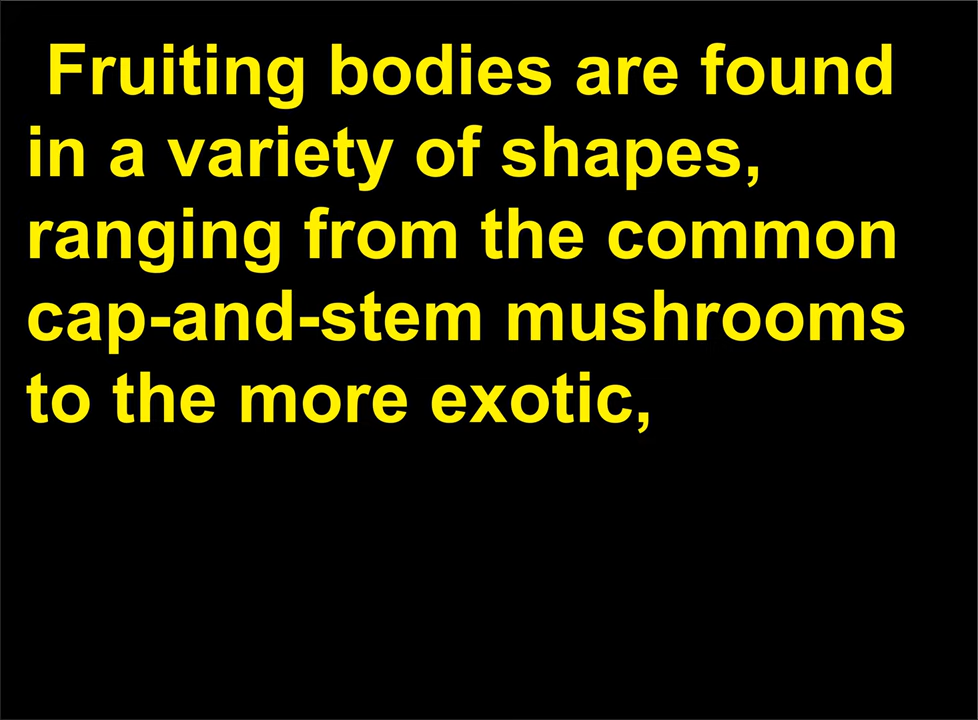 Fruiting bodies are found
in a variety of shapes,
ranging from the common
cap-and-stem mushrooms
to the more exotic,